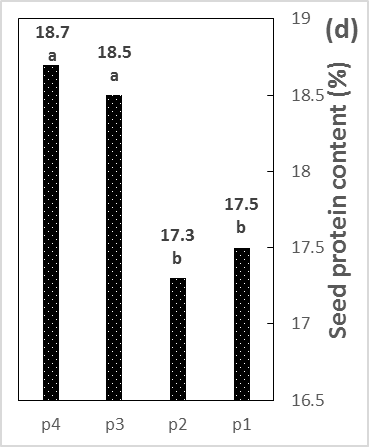 (d)
18.7
a
18.5
a
17.3
b
17.5
b
19
18.5
18
17.5
17
16.5
Seed protein content (%)
p4 p3 p2 p1